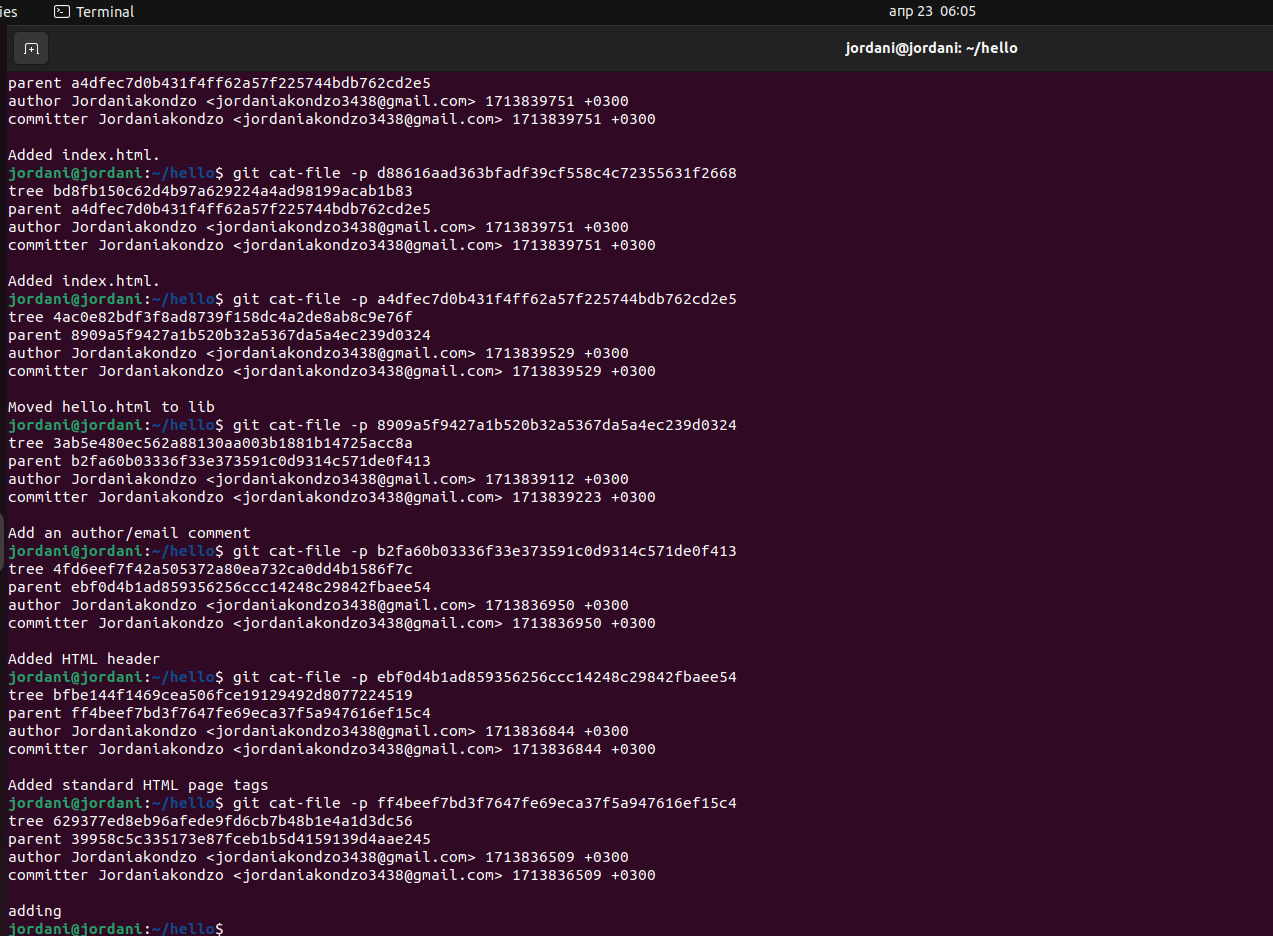 ies
Terminal
апр 23 06:05
jordani@jordani: ~/hello
parent a4dfec7d0b431f4ff62a57f225744bdb762cd2e5
author Jordaniakondzo <jordaniakondzo3438@gmail.com> 1713839751 +0300
committer Jordaniakondzo <jordaniakondzo3438@gmail.com> 1713839751 +0300
Added index.html.
jordani@jordani:~/hello$ git cat-file -p d88616aad363bfadf39cf558c4c72355631f2668
tree bd8fb150c62d4b97a629224a4ad98199acab1b83
parent a4dfec7d0b431f4ff62a57f225744bdb762cd2e5
author Jordaniakondzo <jordaniakondzo3438@gmail.com> 1713839751 +0300
committer Jordaniakondzo <jordaniakondzo3438@gmail.com> 1713839751 +0300
Added index.html.
jordani@jordani:~/hello$ git cat-file -p a4dfec7d0b431f4ff62a57f225744bdb762cd2e5
tree 4ac0e82bdf3f8ad8739f158dc4a2de8ab8c9e76f
parent 8909a5f9427a1b520b32a5367da5a4ec239d0324
author Jordaniakondzo <jordaniakondzo3438@gmail.com> 1713839529 +0300
committer Jordaniakondzo <jordaniakondzo3438@gmail.com> 1713839529 +0300
Moved hello.html to lib
jordani@jordani:~/hello$ git cat-file -p 8909a5f9427a1b520b32a5367da5a4ec239d0324
tree 3ab5e480ec562a88130aa003b1881b14725acc8a
parent b2fa60b03336f33e373591c0d9314c571de0f413
author Jordaniakondzo <jordaniakondzo3438@gmail.com> 1713839112 +0300
committer Jordaniakondzo <jordaniakondzo3438@gmail.com> 1713839223 +0300
Add an author/email comment
jordani@jordani:~/hello$ git cat-file -p b2fa60b03336f33e373591c0d9314c571de0f413
tree 4fd6eef7f42a505372a80ea732ca0dd4b1586f7c
parent ebf0d4b1ad859356256ccc14248c29842fbaee54
author Jordaniakondzo <jordaniakondzo3438@gmail.com> 1713836950 +0300
committer Jordaniakondzo <jordaniakondzo3438@gmail.com> 1713836950 +0300
Added HTML header
jordani@jordani:~/hello$ git cat-file -p ebf0d4b1ad859356256ccc14248c29842fbaee54
tree bfbe144f1469cea506fce19129492d8077224519
parent ff4beef7bd3f7647fe69eca37f5a947616ef15c4
author Jordaniakondzo <jordaniakondzo3438@gmail.com> 1713836844 +0300
committer Jordaniakondzo <jordaniakondzo3438@gmail.com> 1713836844 +0300
Added standard HTML page tags
jordani@jordani:~/hello$ git cat-file -p ff4beef7bd3f7647fe69eca37f5a947616ef15c4
tree 629377ed8eb96afede9fd6cb7b48b1e4a1d3dc56
parent 39958c5c335173e87fceb1b5d4159139d4aae245
author Jordaniakondzo <jordaniakondzo3438@gmail.com> 1713836509 +0300
committer Jordaniakondzo <jordaniakondzo3438@gmail.com> 1713836509 +0300
adding
jordani@jordani:~/hello$